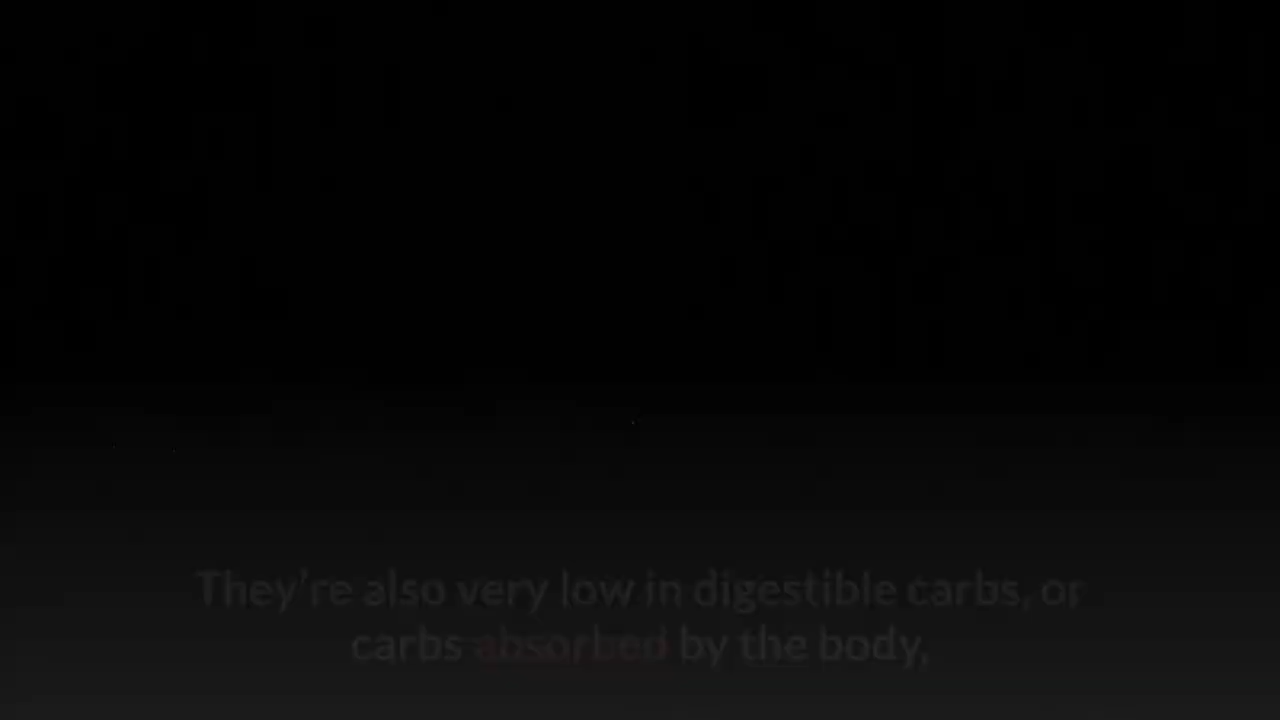 They're also very low in digestible carbs, or
carbs absorbed by the body,